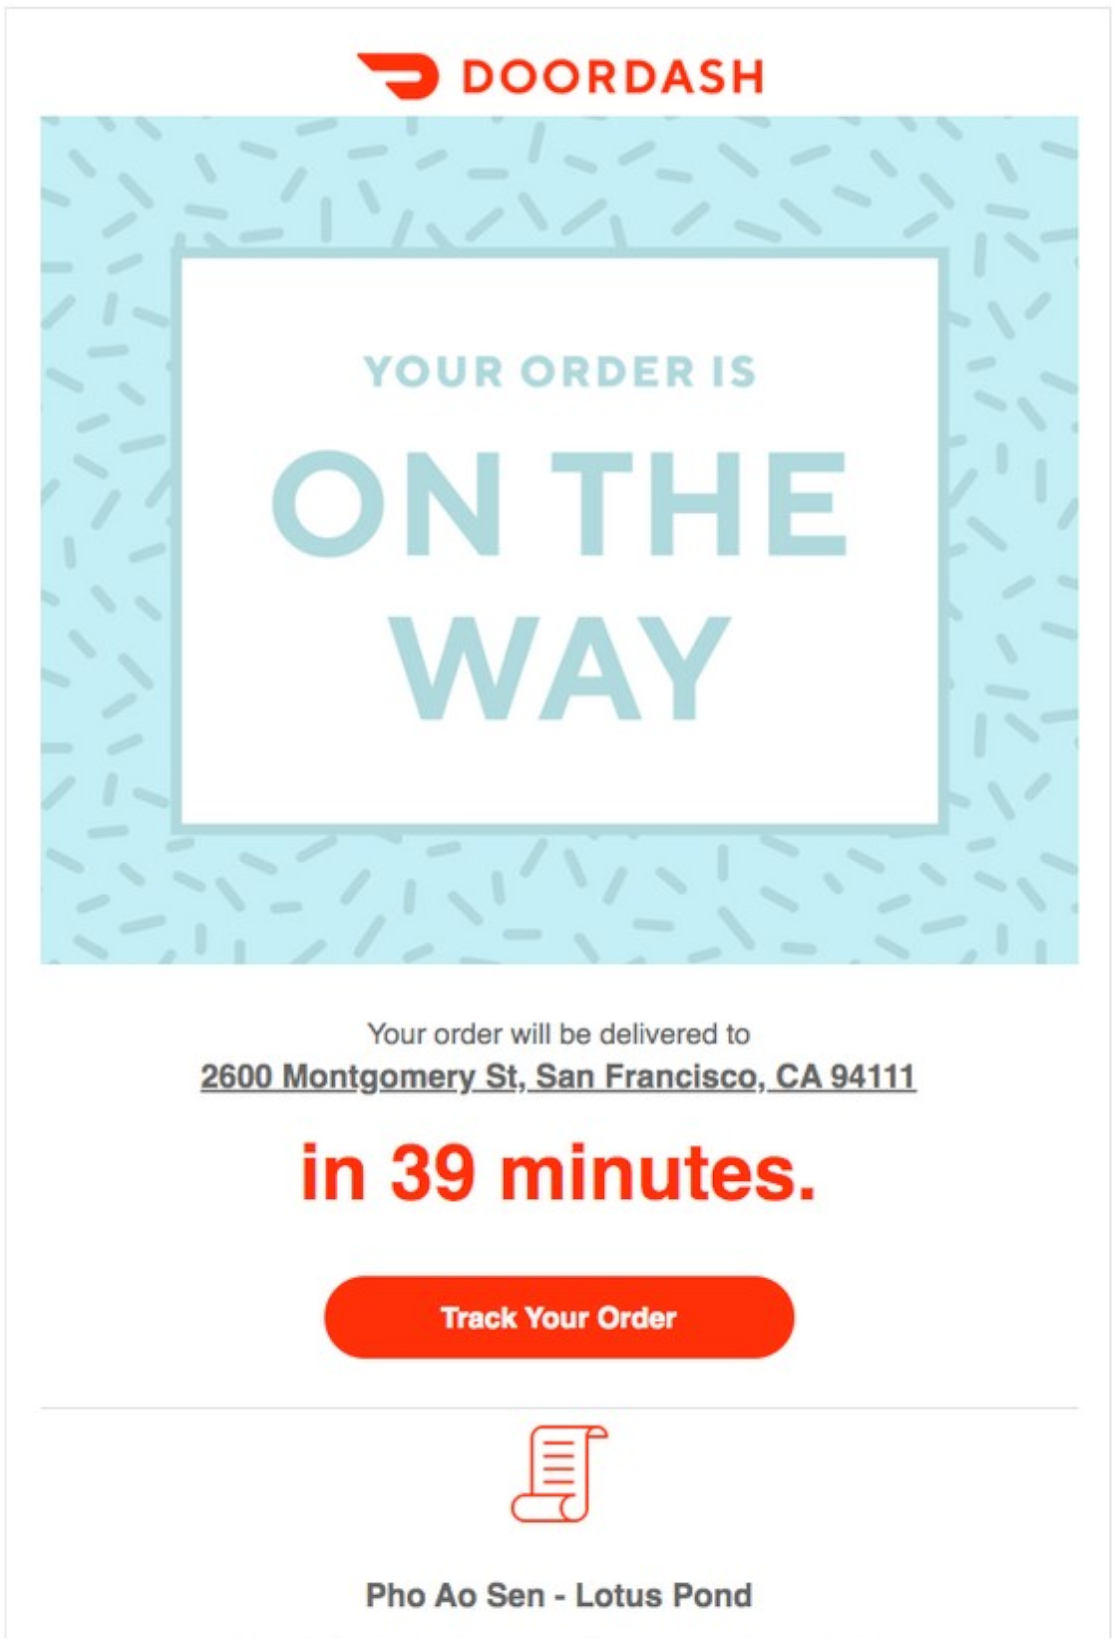 DOORDASH
YOUR ORDER IS
ON THE
WAY
Your order will be delivered to
2600 Montgomery St, San Francisco, CA 94111
in 39 minutes.
Track Your Order
Pho Ao Sen - Lotus Pond